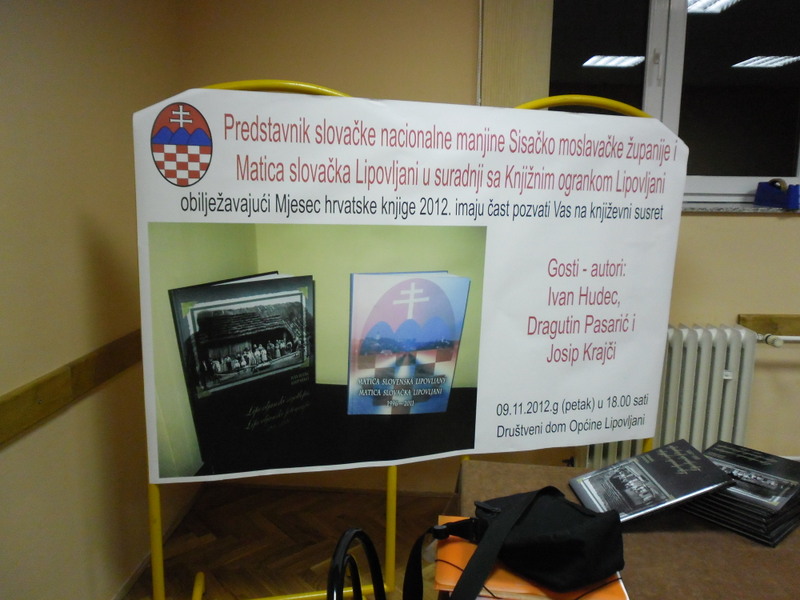 Predstavnik slovačke nacionalne manjine Sisačko moslavačke županije i
Matica slovačka Lipovljani u suradnji sa Knjižnim ogrankom Lipovljani
obilježavajući Mjesec hrvatske knjige 2012. imaju čast pozvati Vas na književni susret
Gosti - autori:
Ivan Hudec,
Dragutin Pasarić i
Josip Krajči
09.11.2012.g (petak) u 18.00 sati
Društveni dom Općine Lipovljani
MATICA SLOVENSKÁ LIPOVLJANI
MATICA SLOVAČKA LIPOVLJANI